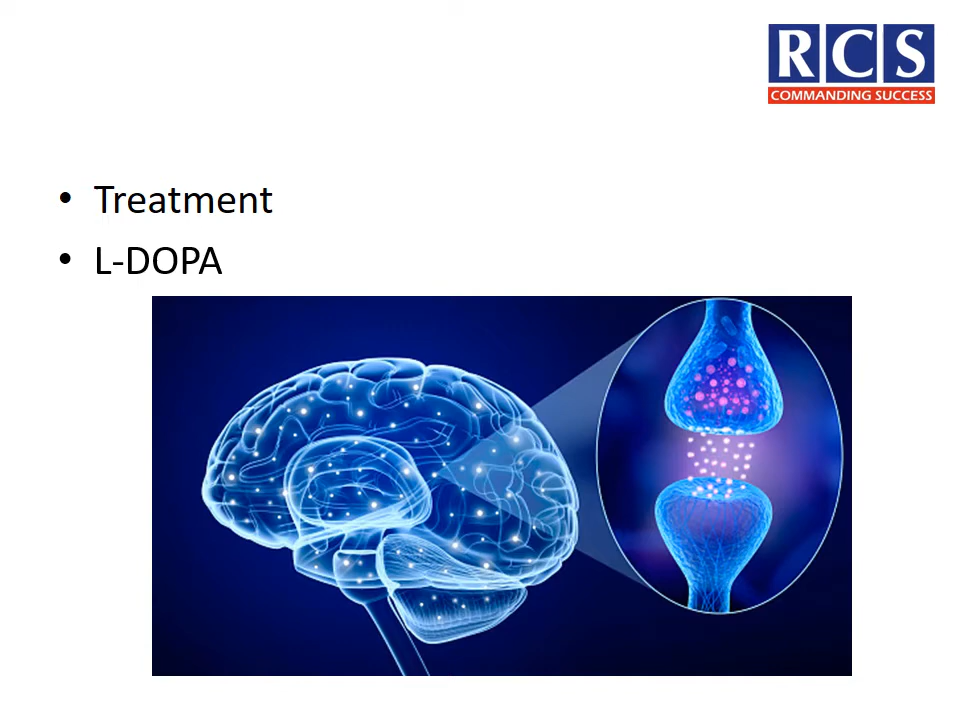 RCS
COMMANDING SUCCESS
• Treatment
• L-DOPA